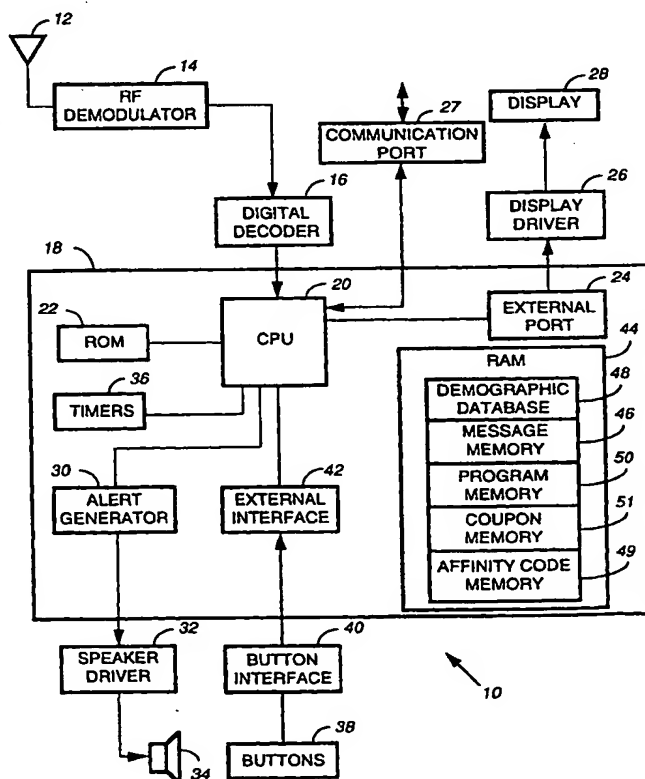 12
14
RF
DEMODULATOR
28
DISPLAY
27
COMMUNICATION
PORT
16
DIGITAL
DECODER
26
DISPLAY
DRIVER
18
20
CPU
24
EXTERNAL
PORT
22
ROM
44
RAM
36
TIMERS
DEMOGRAPHIC
DATABASE
48
MESSAGE
MEMORY
46
PROGRAM
MEMORY
50
COUPON
MEMORY
51
AFFINITY CODE
MEMORY
49
30
ALERT
GENERATOR
42
EXTERNAL
INTERFACE
32
SPEAKER
DRIVER
40
BUTTON
INTERFACE
10
34
38
BUTTONS